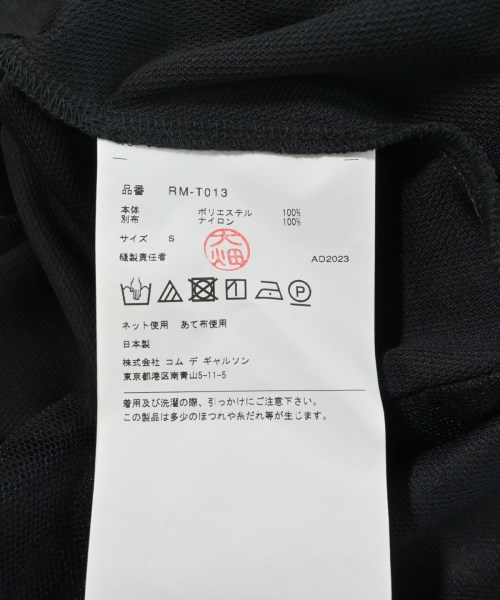 品番 RM-T013
本体 ポリエステル 100%
別布 ナイロン 100%
サイズ S
大畑
縫製責任者 AD2023
P
ネット使用 あて布使用
日本製
株式会社 コム デ ギャルソン
東京都港区南青山5-11-5
着用及び洗濯の際、引っかけにご注意下さい。
この製品は多少のほつれや糸だれ等が生じます。